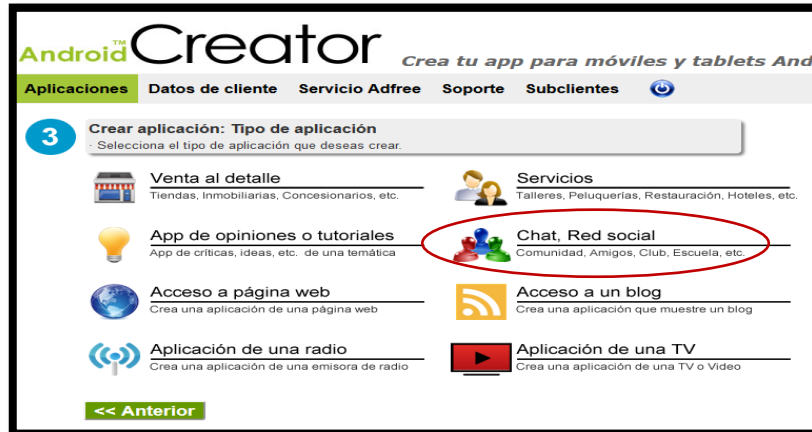 Android™Creator Crea tu app para móviles y tablets And
Aplicaciones Datos de cliente Servicio Adfree Soporte Subclientes
3 Crear aplicación: Tipo de aplicación
· Selecciona el tipo de aplicación que deseas crear.
Venta al detalle
Tiendas, Inmobiliarias, Concesionarios, etc.
Servicios
Talleres, Peluquerías, Restauración, Hoteles, etc.
App de opiniones o tutoriales
App de críticas, ideas, etc. de una temática
Chat, Red social
Comunidad, Amigos, Club, Escuela, etc.
Acceso a página web
Crea una aplicación de una página web
Acceso a un blog
Crea una aplicación que muestre un blog
Aplicación de una radio
Crea una aplicación de una emisora de radio
Aplicación de una TV
Crea una aplicación de una TV o Video
<< Anterior